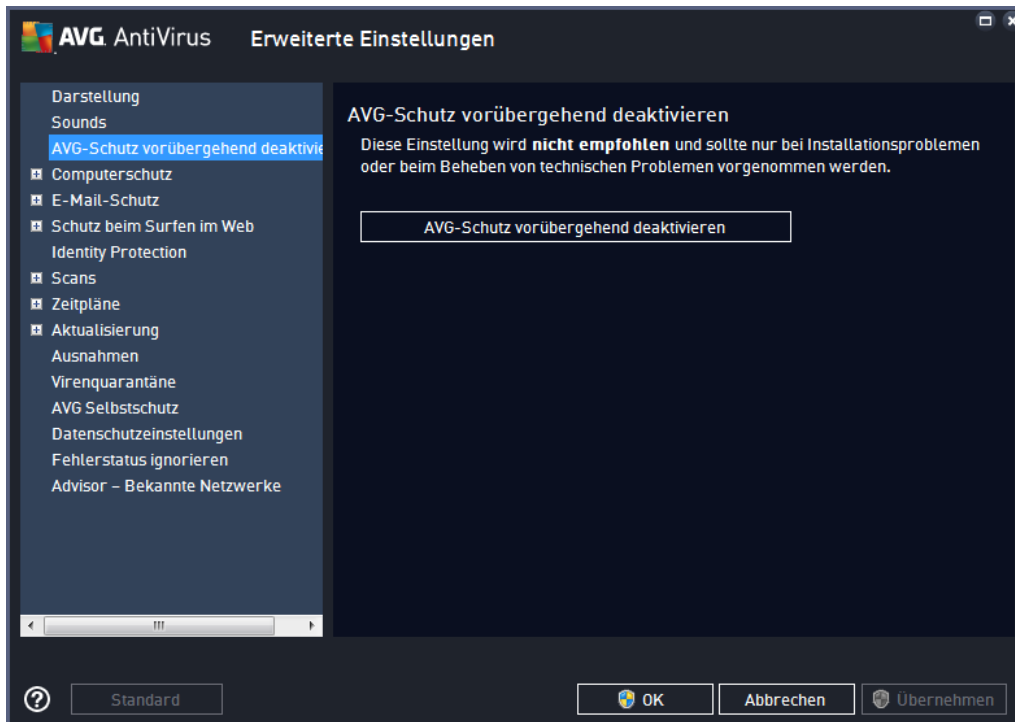 AVG AntiVirus Erweiterte Einstellungen
Darstellung
Sounds
AVG-Schutz vorübergehend deaktivie
Computerschutz
E-Mail-Schutz
Schutz beim Surfen im Web
Identity Protection
Scans
Zeitpläne
Aktualisierung
Ausnahmen
Virenquarantäne
AVG Selbstschutz
Datenschutzeinstellungen
Fehlerstatus ignorieren
Advisor – Bekannte Netzwerke
AVG-Schutz vorübergehend deaktivieren
Diese Einstellung wird nicht empfohlen und sollte nur bei Installationsproblemen
oder beim Beheben von technischen Problemen vorgenommen werden.
AVG-Schutz vorübergehend deaktivieren
? Standard OK Abbrechen Übernehmen